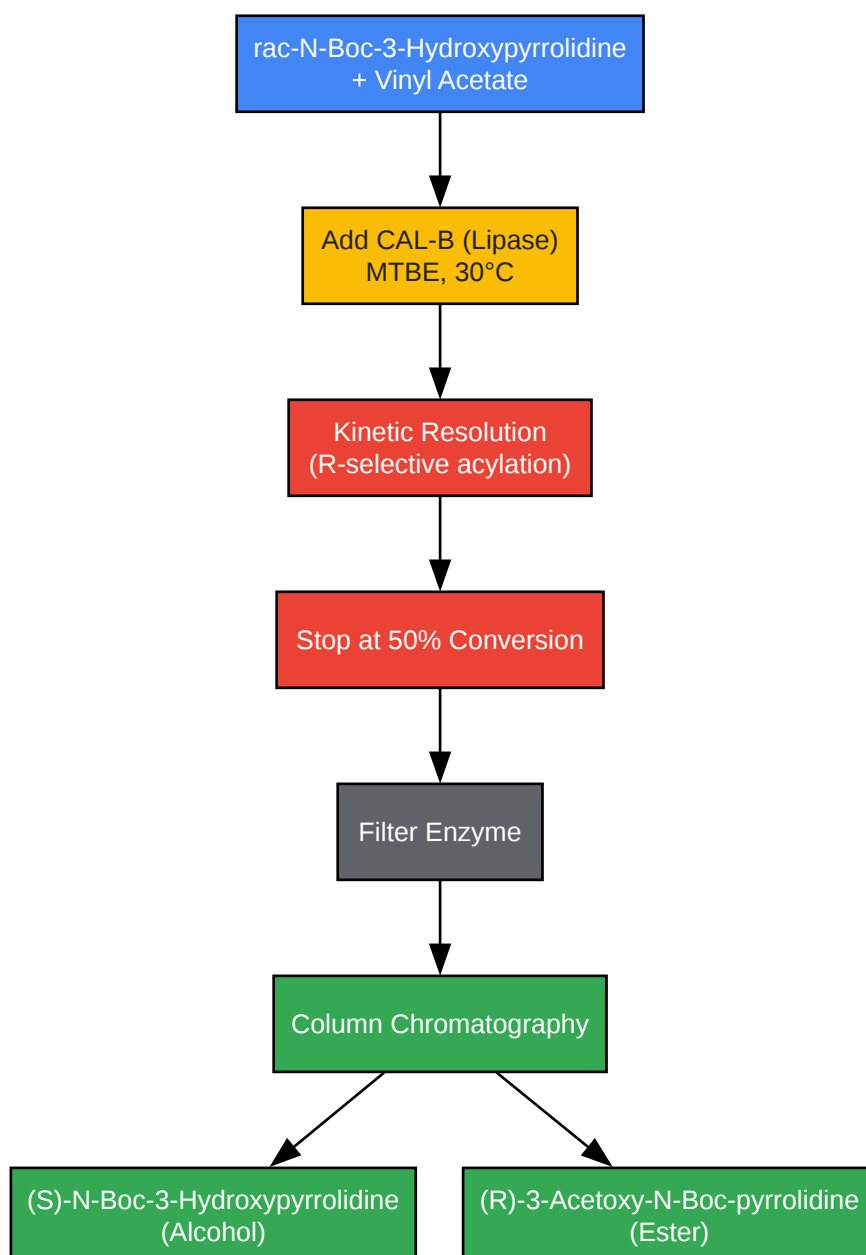 rac-N-Boc-3-Hydroxypyrrolidine
+ Vinyl Acetate
Add CAL-B (Lipase)
MTBE, 30°C
Kinetic Resolution
(R-selective acylation)
Stop at 50% Conversion
Filter Enzyme
Column Chromatography
(S)-N-Boc-3-Hydroxypyrrolidine
(Alcohol)
(R)-3-Acetoxy-N-Boc-pyrrolidine
(Ester)